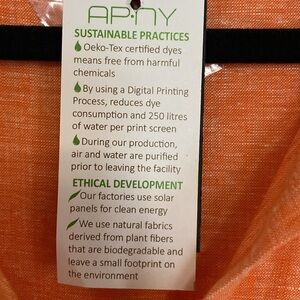 APNY
SUSTAINABLE PRACTICES
Oeko-Tex certified dyes
means free from harmful
chemicals
By using a Digital Printing
Process, reduces dye
consumption and 250 litres
of water per print screen
During our production,
air and water are purified
prior to leaving the facility
ETHICAL DEVELOPMENT
Our factories use solar
panels for clean energy
We use natural fabrics
derived from plant fibers
that are biodegradable and
leave a small footprint on
the environment